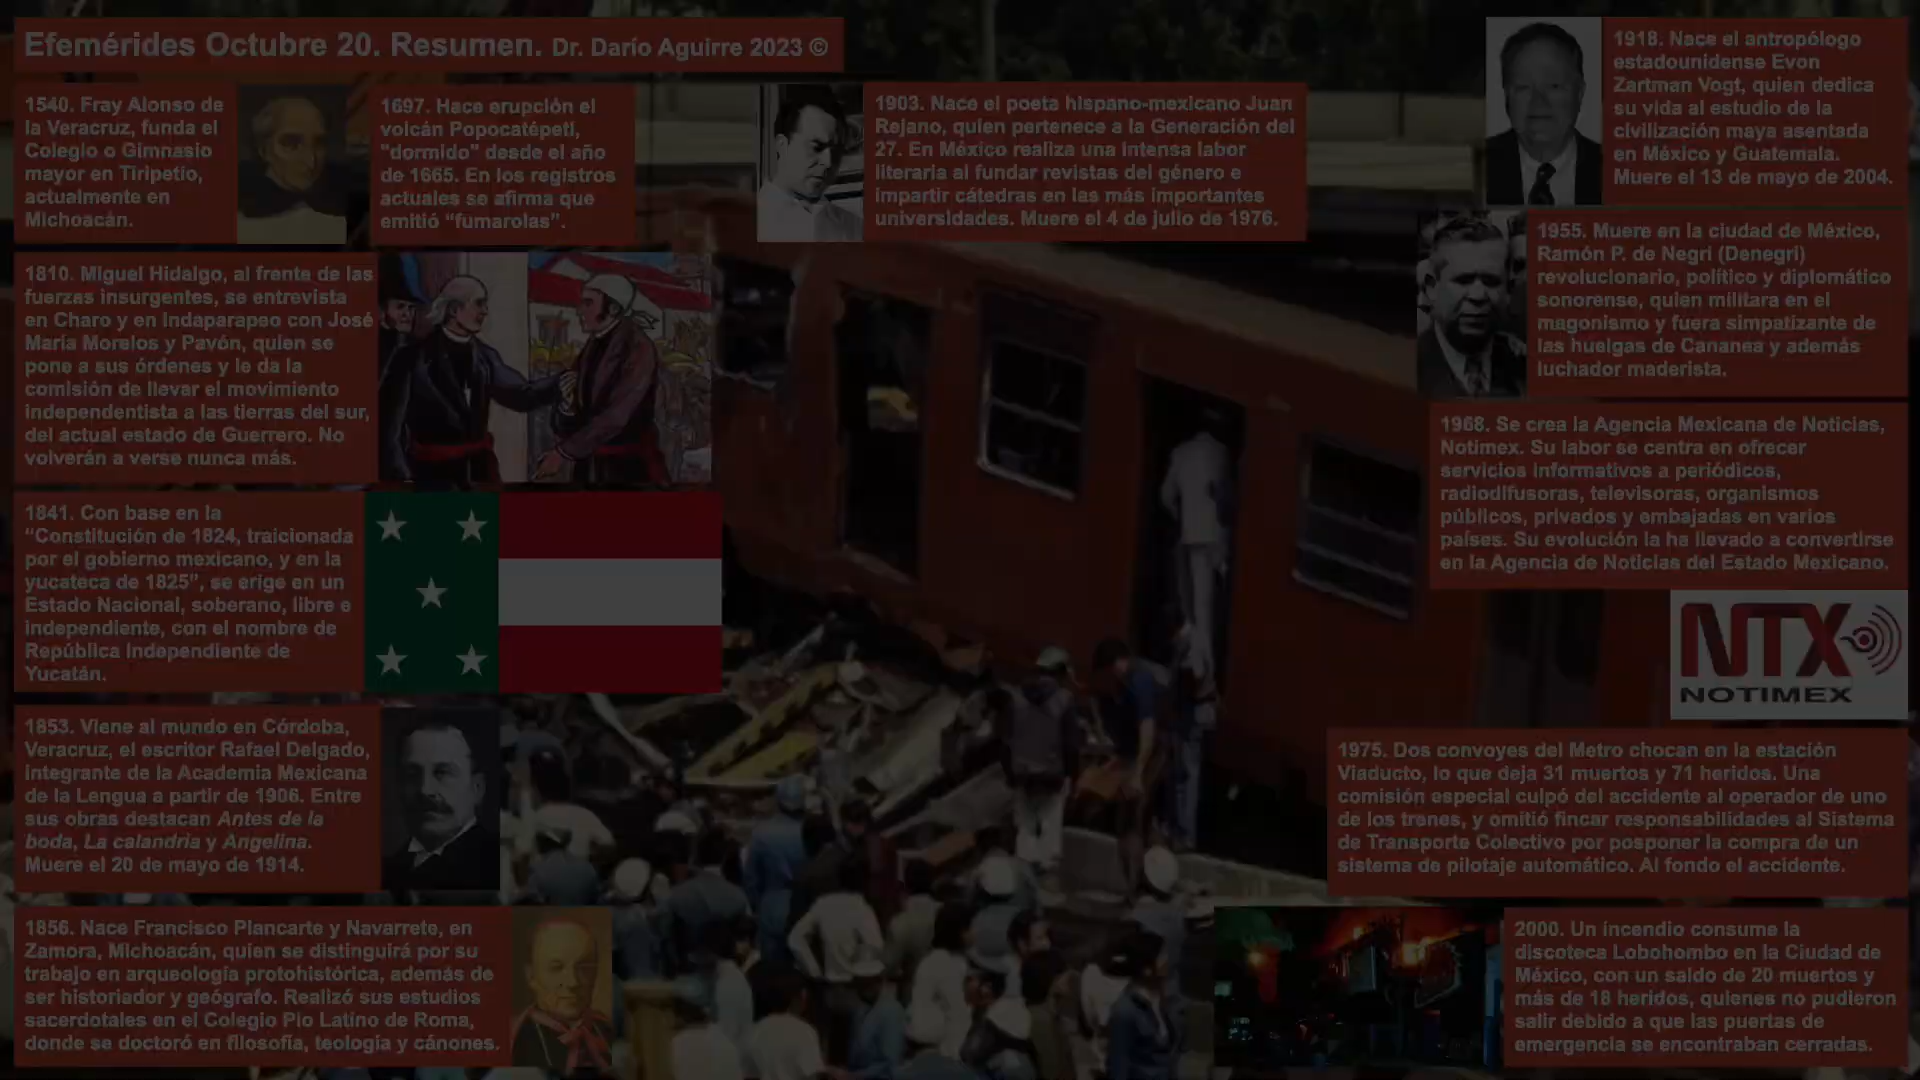 Efemérides Octubre 20. Resumen. Dr. Darío Aguirre 2023 ©
1540. Fray Alonso de
la Veracruz, funda el
Colegio o Gimnasio
mayor en Tiripetío,
actualmente en
Michoacán.
1697. Hace erupción el
volcán Popocatépetl,
"dormido" desde el año
de 1665. En los registros
actuales se afirma que
emitió "fumarolas".
1810. Miguel Hidalgo, al frente de las
fuerzas insurgentes, se entrevista
en Charo y en Indaparapeo con José
María Morelos y Pavón, quien se
pone a sus órdenes y le da la
comisión de llevar el movimiento
independentista a las tierras del sur,
del actual estado de Guerrero. No
volverán a verse nunca más.
1841. Con base en la
"Constitución de 1824, traicionada
por el gobierno mexicano, y en la
yucateca de 1825", se erige en un
Estado Nacional, soberano, libre e
independiente, con el nombre de
República Independiente de
Yucatán.
1853. Viene al mundo en Córdoba,
Veracruz, el escritor Rafael Delgado,
integrante de la Academia Mexicana
de la Lengua a partir de 1906. Entre
sus obras destacan Antes de la
boda, La calandria y Angelina.
Muere el 20 de mayo de 1914.
1856. Nace Francisco Plancarte y Navarrete, en
Zamora, Michoacán, quien se distinguirá por su
trabajo en arqueología protohistórica, además de
ser historiador y geógrafo. Realizó sus estudios
sacerdotales en el Colegio Pío Latino de Roma,
donde se doctoró en filosofía, teología y cánones.
1903. Nace el poeta hispano-mexicano Juan
Rejano, quien pertenece a la Generación del
27. En México realiza una intensa labor
literaria al fundar revistas del género e
impartir cátedras en las más importantes
universidades. Muere el 4 de julio de 1976.
1918. Nace el antropólogo
estadounidense Evon
Zartman Vogt, quien dedica
su vida al estudio de la
civilización maya asentada
en México y Guatemala.
Muere el 13 de mayo de 2004.
1955. Muere en la ciudad de México,
Ramón P. de Negri (Denegri)
revolucionario, político y diplomático
sonorense, quien militara en el
magonismo y fuera simpatizante de
las huelgas de Cananea y además
luchador maderista.
1968. Se crea la Agencia Mexicana de Noticias,
Notimex. Su labor se centra en ofrecer
servicios informativos a periódicos,
radiodifusoras, televisoras, organismos
públicos, privados y embajadas en varios
países. Su evolución la ha llevado a convertirse
en la Agencia de Noticias del Estado Mexicano.
NTX
NOTIMEX
1975. Dos convoyes del Metro chocan en la estación
Viaducto, lo que deja 31 muertos y 71 heridos. Una
comisión especial culpó del accidente al operador de uno
de los trenes, y omitió fincar responsabilidades al Sistema
de Transporte Colectivo por posponer la compra de un
sistema de pilotaje automático. Al fondo el accidente.
2000. Un incendio consume la
discoteca Lobohombo en la Ciudad de
México, con un saldo de 20 muertos y
más de 18 heridos, quienes no pudieron
salir debido a que las puertas de
emergencia se encontraban cerradas.